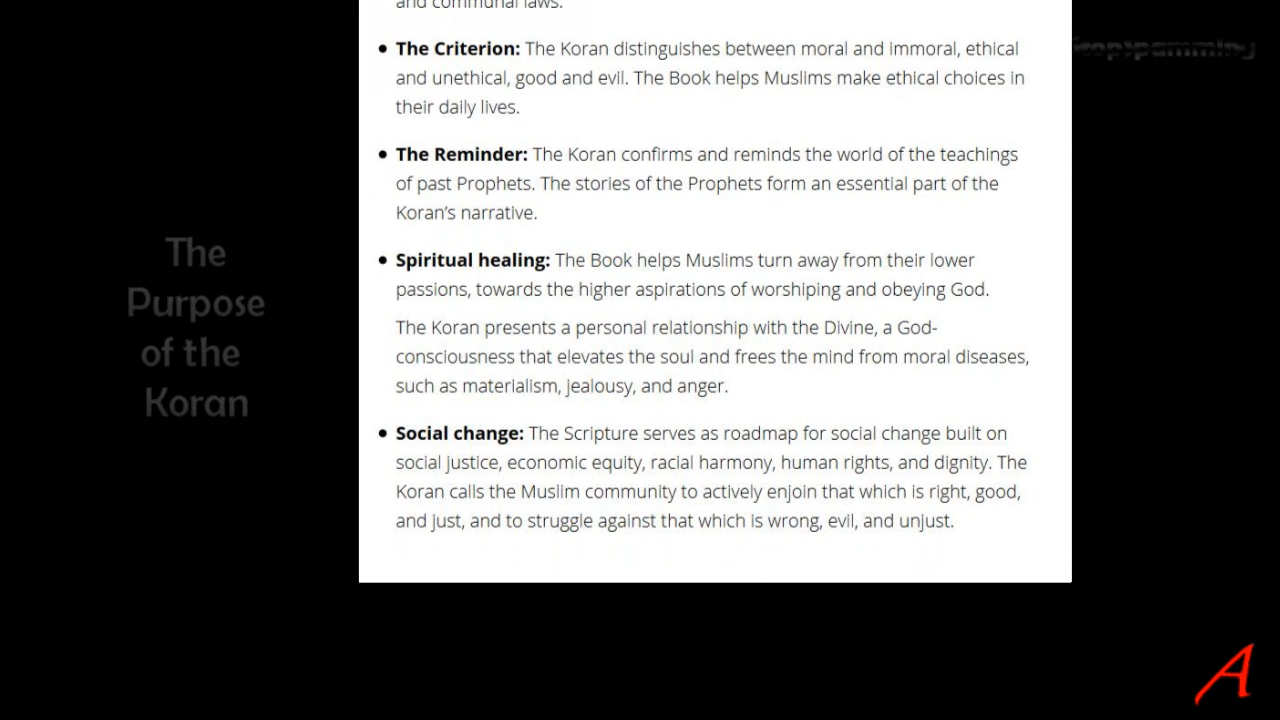 and communal laws.
• The Criterion: The Koran distinguishes between moral and immoral, ethical
and unethical, good and evil. The Book helps Muslims make ethical choices in
their daily lives.
• The Reminder: The Koran confirms and reminds the world of the teachings
of past Prophets. The stories of the Prophets form an essential part of the
Koran’s narrative.
• Spiritual healing: The Book helps Muslims turn away from their lower
passions, towards the higher aspirations of worshiping and obeying God.
The Koran presents a personal relationship with the Divine, a God-
consciousness that elevates the soul and frees the mind from moral diseases,
such as materialism, jealousy, and anger.
• Social change: The Scripture serves as roadmap for social change built on
social justice, economic equity, racial harmony, human rights, and dignity. The
Koran calls the Muslim community to actively enjoin that which is right, good,
and just, and to struggle against that which is wrong, evil, and unjust.
The
Purpose
of the
Koran
A